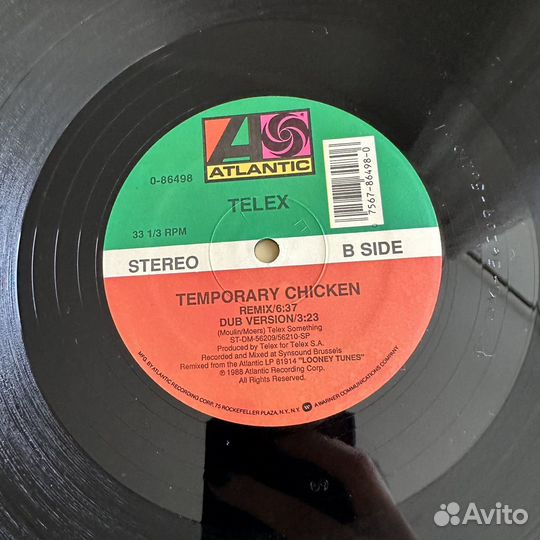 ATLANTIC
0-86498
TELEX
33 1/3 RPM
7567-86498-0
STEREO
B SIDE
TEMPORARY CHICKEN
REMIX/6:37
DUB VERSION/3:23
(Moulin/Moers) Telex Something
ST-DM-56209/56210-SP
Produced by Telex for Telex S.A.
Recorded and Mixed at Synsound Brussels
Remixed from the Atlantic LP 81914 "LOONEY TUNES"
℗ 1988 Atlantic Recording Corp.
All Rights Reserved.
MFG. BY ATLANTIC RECORDING CORP., 75 ROCKEFELLER PLAZA, N.Y., N.Y. A WARNER COMMUNICATIONS COMPANY
Avito